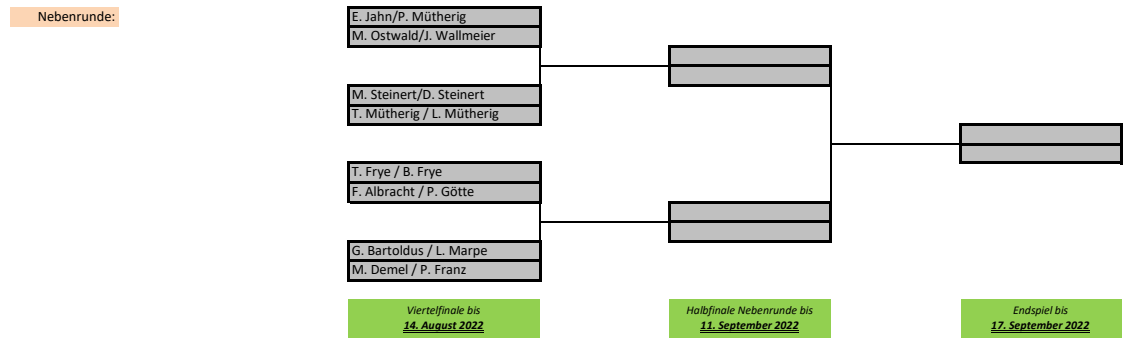 Nebenrunde:
E. Jahn/P. Mütherig
M. Ostwald/J. Wallmeier
M. Steinert/D. Steinert
T. Mütherig / L. Mütherig
T. Frye / B. Frye
F. Albracht / P. Götte
G. Bartoldus / L. Marpe
M. Demel / P. Franz
Viertelfinale bis
14. August 2022
Halbfinale Nebenrunde bis
11. September 2022
Endspiel bis
17. September 2022